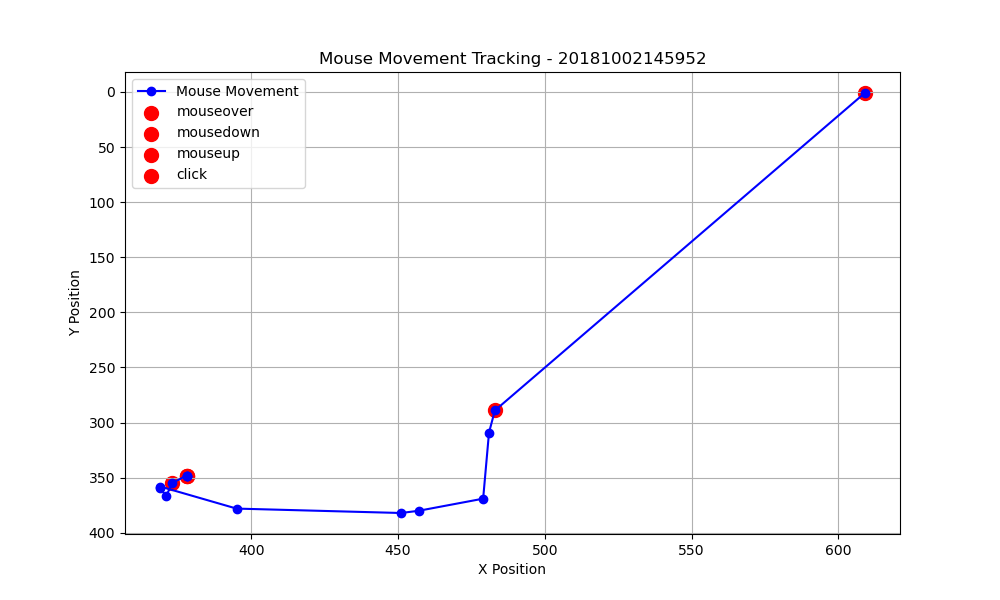 Mouse Movement Tracking - 20181002145952
Mouse Movement
mouseover
mousedown
mouseup
click
0
50
100
150
200
250
300
350
400
Y Position
400
450
500
550
600
X Position